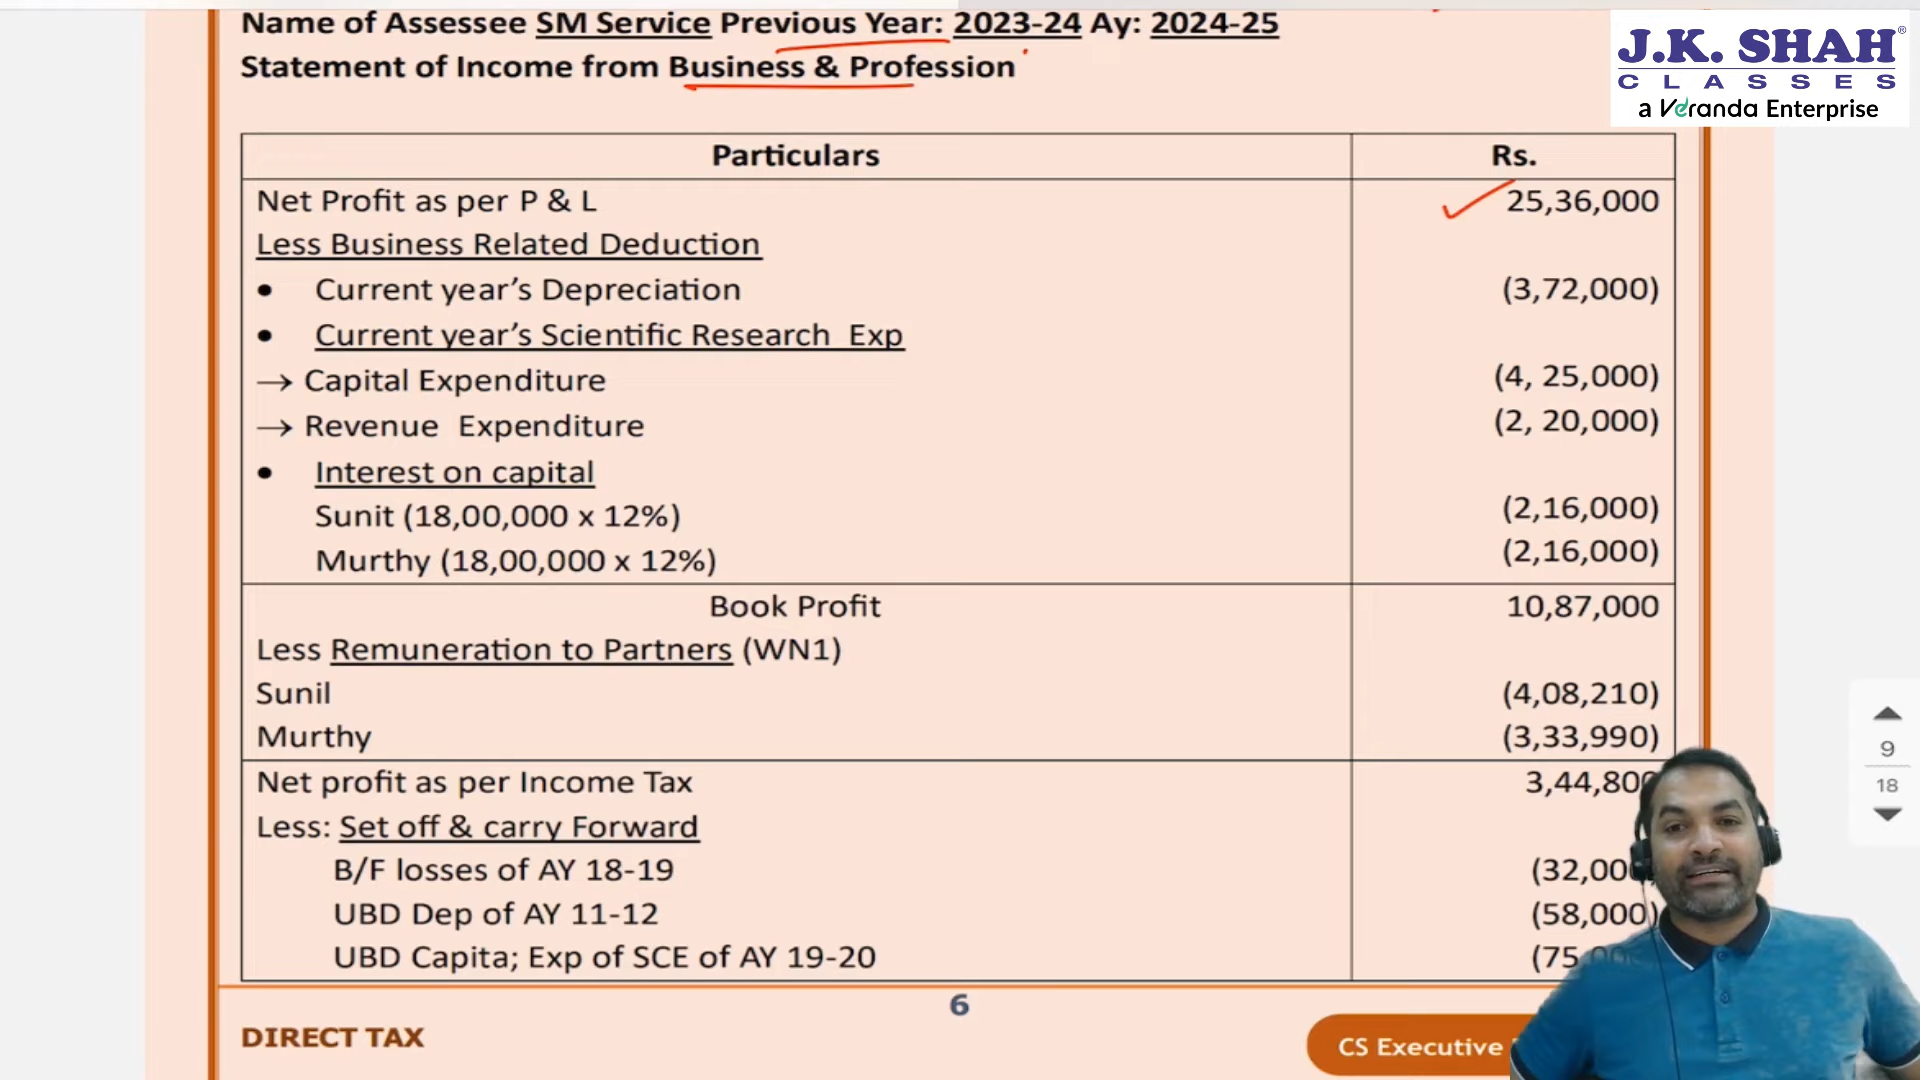 Name of Assessee SM Service Previous Year: 2023-24 Ay: 2024-25
Statement of Income from Business & Profession
J.K. SHAH®
CLASSES
a Veranda Enterprise
Particulars Rs.
Net Profit as per P & L 25,36,000
Less Business Related Deduction
• Current year's Depreciation (3,72,000)
• Current year's Scientific Research Exp
→ Capital Expenditure (4, 25,000)
→ Revenue Expenditure (2, 20,000)
• Interest on capital
Sunit (18,00,000 x 12%) (2,16,000)
Murthy (18,00,000 x 12%) (2,16,000)
Book Profit 10,87,000
Less Remuneration to Partners (WN1)
Sunil (4,08,210)
Murthy (3,33,990)
Net profit as per Income Tax 3,44,800
Less: Set off & carry Forward
B/F losses of AY 18-19 (32,000
UBD Dep of AY 11-12 (58,000)
UBD Capita; Exp of SCE of AY 19-20 (75
6
DIRECT TAX
CS Executive
9
18